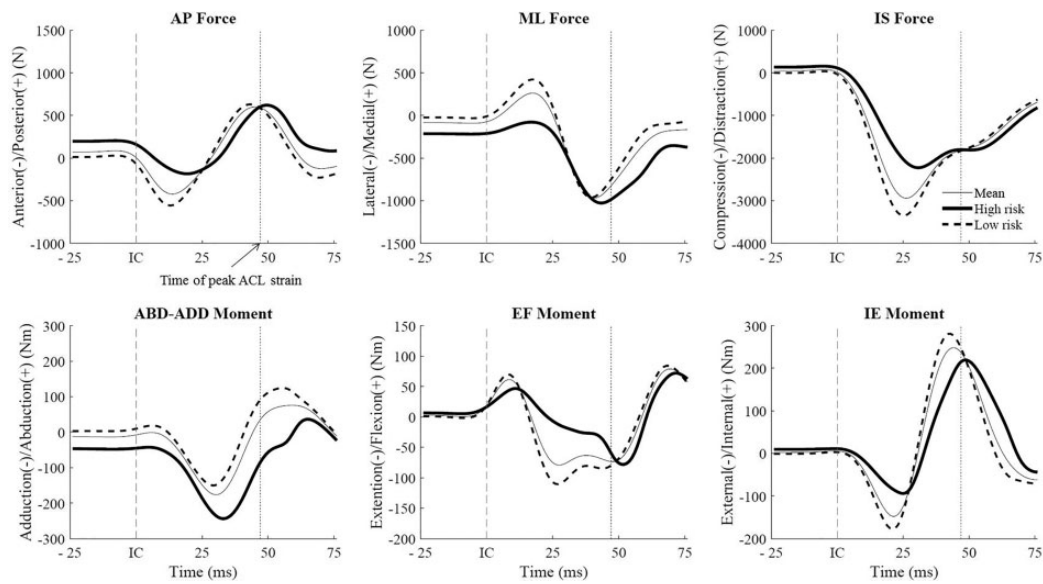 AP Force
ML Force
IS Force
Anterior(-)/Posterior(+) (N)
1500
1000
500
0
-500
-1000
- 25 IC 25 50 75
Time of peak ACL strain
Lateral(-)/Medial(+) (N)
1000
500
0
-500
-1000
-1500
- 25 IC 25 50 75
Compression(-)/Distraction(+) (N)
1000
0
-1000
-2000
-3000
-4000
- 25 IC 25 50 75
Mean
High risk
Low risk
ABD-ADD Moment
EF Moment
IE Moment
Adduction(-)/Abduction(+) (Nm)
300
200
100
0
-100
-200
-300
- 25 IC 25 50 75
Time (ms)
Extention(-)/Flexion(+) (Nm)
150
100
50
0
-50
-100
-150
-200
- 25 IC 25 50 75
Time (ms)
External(-)/Internal(+) (Nm)
300
200
100
0
-100
-200
- 25 IC 25 50 75
Time (ms)